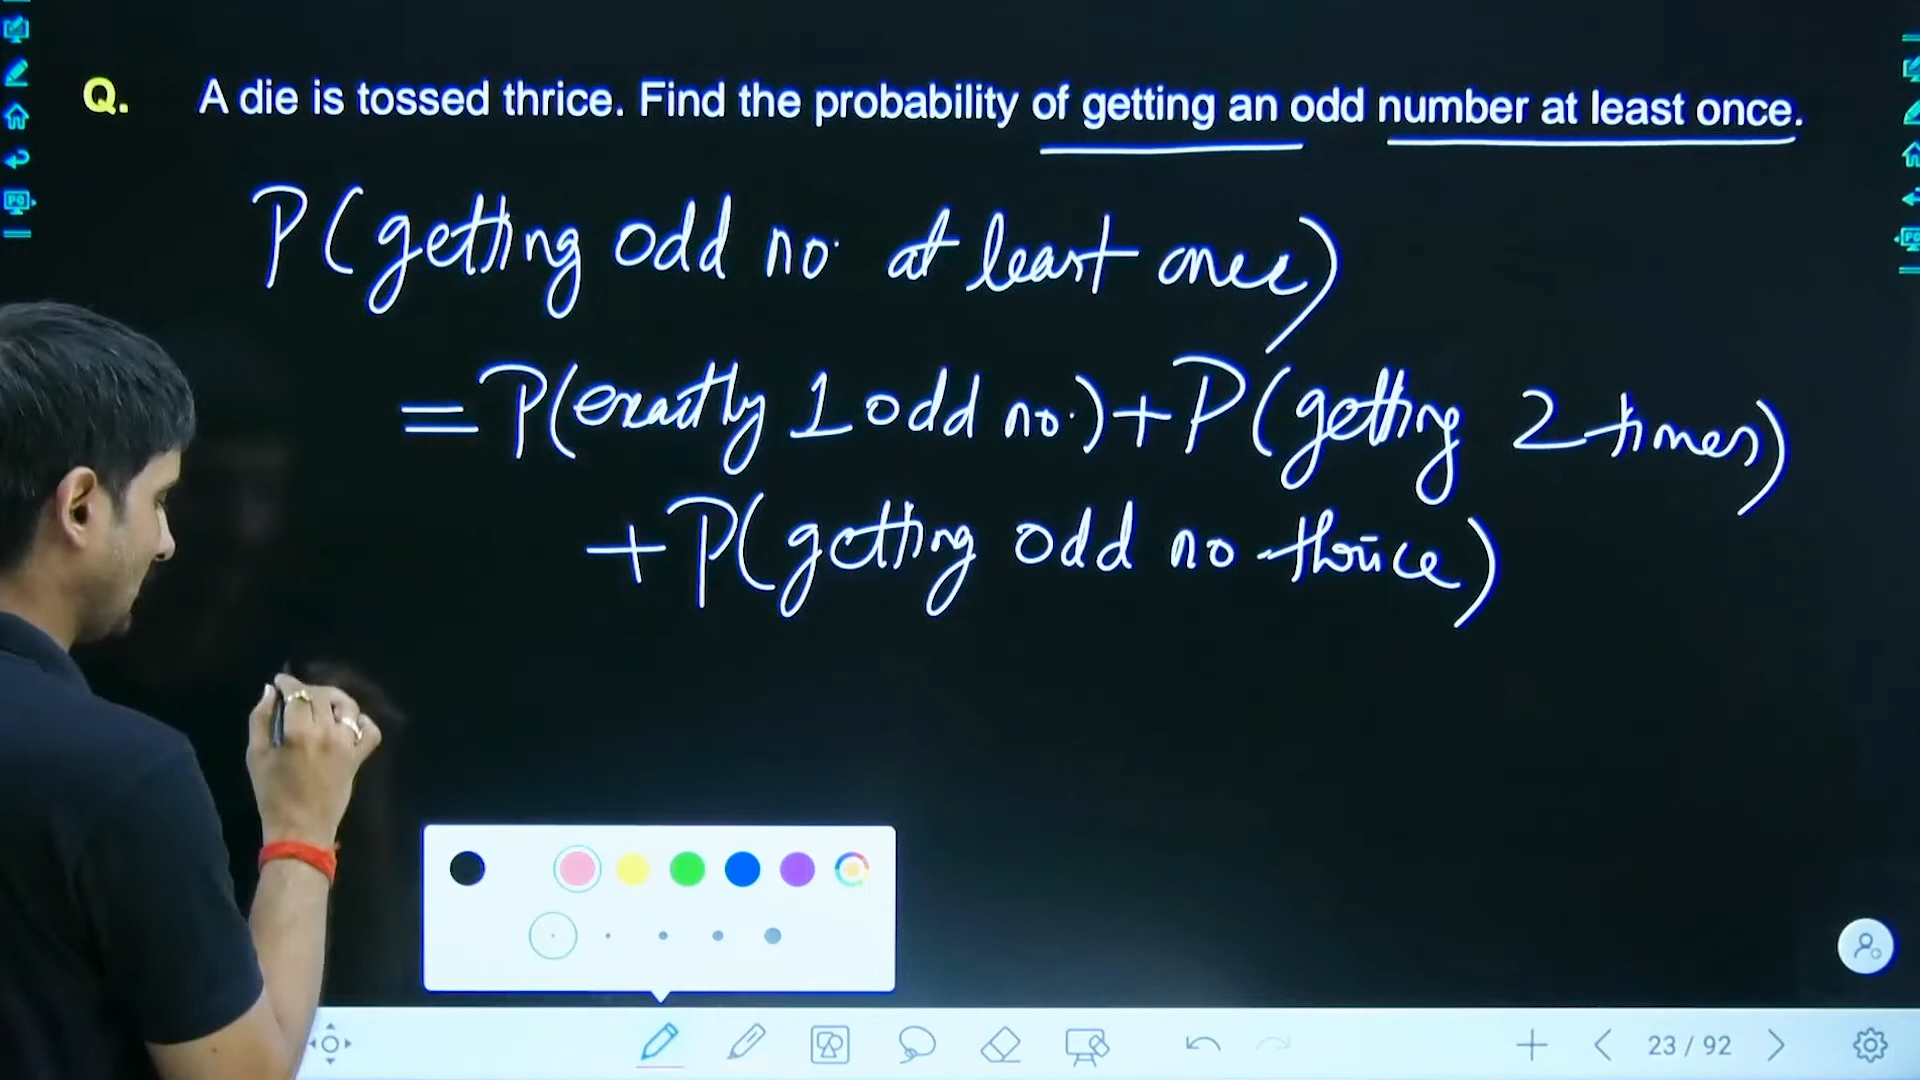 Q. A die is tossed thrice. Find the probability of getting an odd number at least once.
P(getting odd no. at least once)
= P(exactly 1 odd no.) + P(getting 2 times)
+ P(getting odd no thrice)
23 / 92